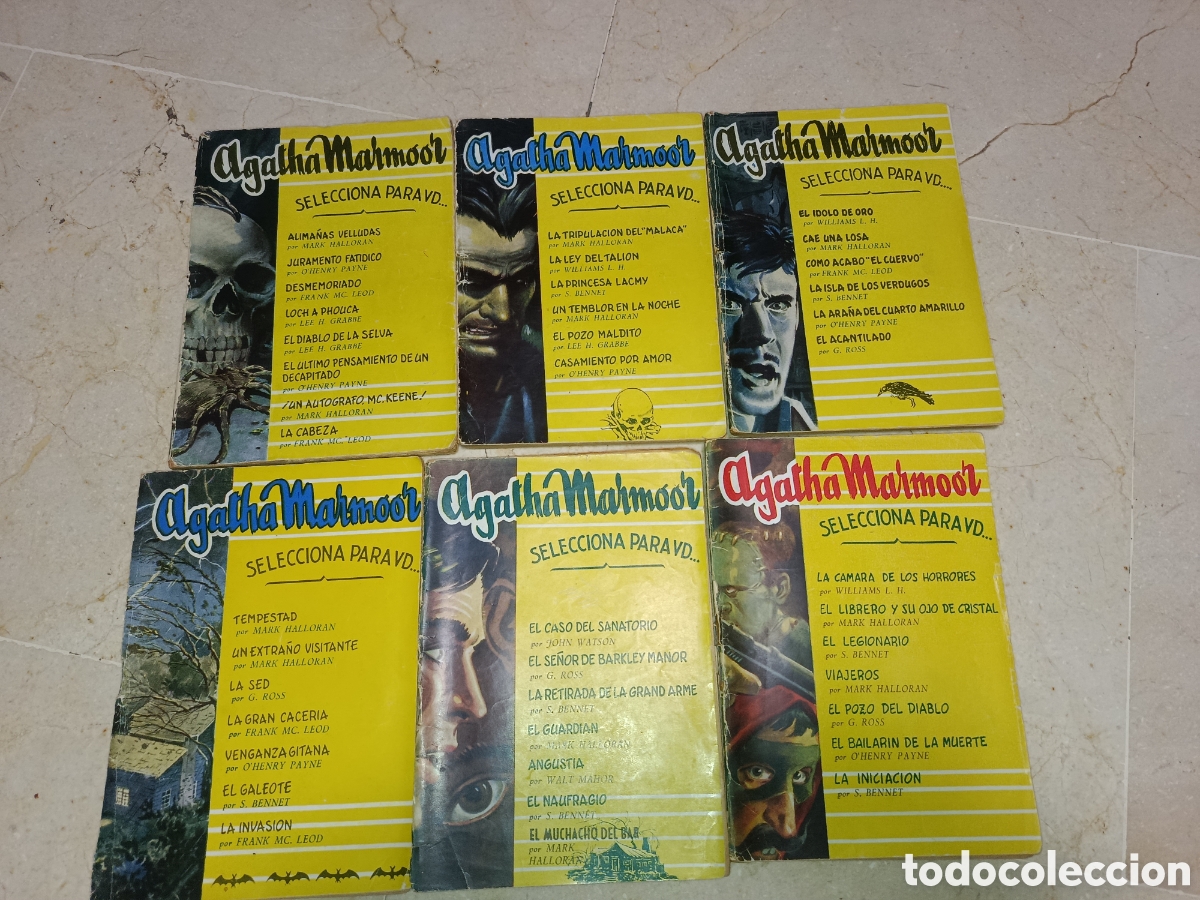 Agatha Marmoor
SELECCIONA PARA VD...
ALIMAÑAS VELLUDAS
por MARK HALLORAN
JURAMENTO FATIDICO
por O'HENRY PAYNE
DESMEMORIADO
por FRANK MC. LEOD
LOCH A PHOUCA
por LEE H. GRABBE
EL DIABLO DE LA SELVA
por LEE H. GRABBE
EL ULTIMO PENSAMIENTO DE UN
DECAPITADO
por O'HENRY PAYNE
¡UN AUTOGRAFO, MC. KEENE!
por MARK HALLORAN
LA CABEZA
por FRANK MC. LEOD
Agatha Marmoor
SELECCIONA PARA VD...
LA TRIPULACION DEL "MALACA"
por MARK HALLORAN
LA LEY DEL TALION
por WILLIAMS L. H.
LA PRINCESA LACMY
por S. BENNET
UN TEMBLOR EN LA NOCHE
por MARK HALLORAN
EL POZO MALDITO
por LEE H. GRABBE
CASAMIENTO POR AMOR
por O'HENRY PAYNE
Agatha Marmoor
SELECCIONA PARA VD....
EL IDOLO DE ORO
por WILLIAMS L. H.
CAE UNA LOSA
por MARK HALLORAN
COMO ACABO "EL CUERVO"
por FRANK MC. LEOD
LA ISLA DE LOS VERDUGOS
por S. BENNET
LA ARAÑA DEL CUARTO AMARILLO
por O'HENRY PAYNE
EL ACANTILADO
por G. ROSS
Agatha Marmoor
SELECCIONA PARA VD...
TEMPESTAD
por MARK HALLORAN
UN EXTRAÑO VISITANTE
por MARK HALLORAN
LA SED
por G. ROSS
LA GRAN CACERIA
por FRANK MC. LEOD
VENGANZA GITANA
por O'HENRY PAYNE
EL GALEOTE
por S. BENNET
LA INVASION
por FRANK MC. LEOD
Agatha Marmoor
SELECCIONA PARA VD...
EL CASO DEL SANATORIO
por JOHN WATSON
EL SEÑOR DE BARKLEY MANOR
por G. ROSS
LA RETIRADA DE LA GRAND ARME
por S. BENNET
EL GUARDIAN
por MARK HALLORAN
ANGUSTIA
por WALT MAHOR
EL NAUFRAGIO
por S. BENNET
EL MUCHACHO DEL BAR
por MARK
HALLORAN
Agatha Marmoor
SELECCIONA PARA VD...
LA CAMARA DE LOS HORRORES
por WILLIAMS L. H.
EL LIBRERO Y SU OJO DE CRISTAL
por MARK HALLORAN
EL LEGIONARIO
por S. BENNET
VIAJEROS
por MARK HALLORAN
EL POZO DEL DIABLO
por G. ROSS
EL BAILARIN DE LA MUERTE
por O'HENRY PAYNE
LA INICIACION
por S. BENNET
todocoleccion